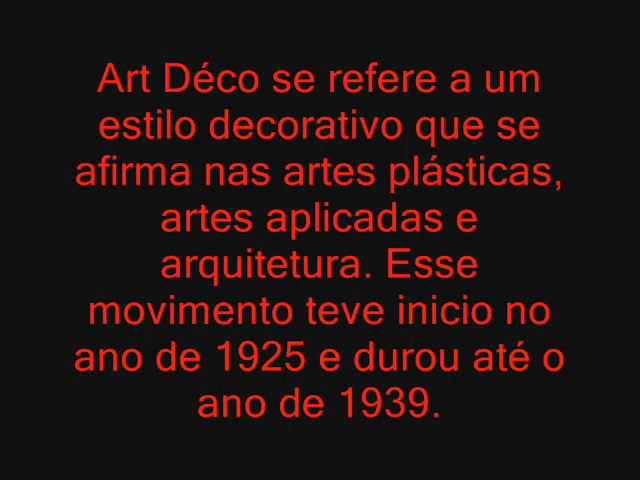 Art Déco se refere a um
estilo decorativo que se
afirma nas artes plásticas,
artes aplicadas e
arquitetura. Esse
movimento teve inicio no
ano de 1925 e durou até o
ano de 1939.